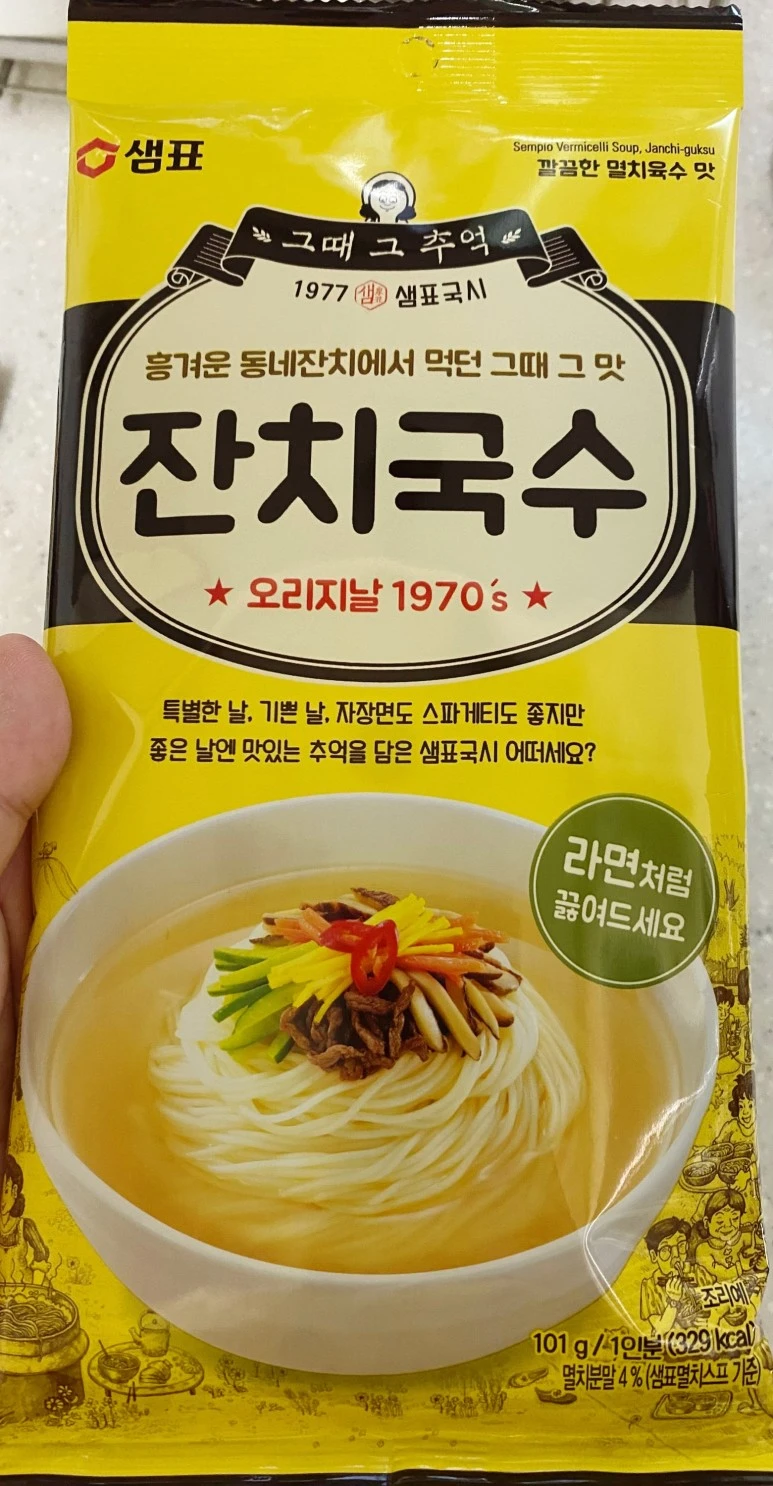 샘표
Sempio Vermicelli Soup, Janchi-guksu
깔끔한 멸치육수 맛
그때 그 추억
1977 샘 샘표국시
흥겨운 동네잔치에서 먹던 그때 그 맛
잔치국수
★ 오리지날 1970´s ★
특별한 날, 기쁜 날, 자장면도 스파게티도 좋지만
좋은 날엔 맛있는 추억을 담은 샘표국시 어떠세요?
라면처럼
끓여드세요
조리예
101 g / 1인분 (329 kcal)
멸치분말 4 % (샘표멸치스프 기준)